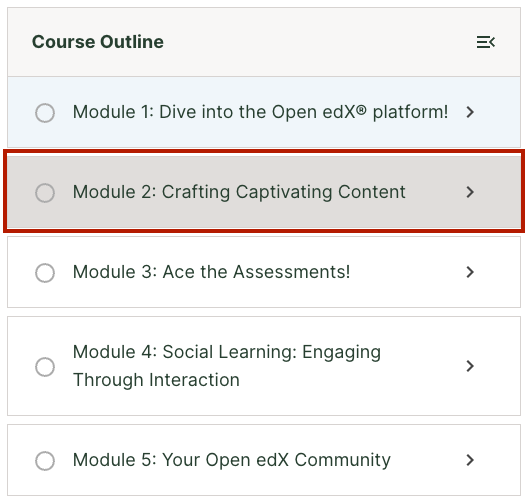 Course Outline
Module 1: Dive into the Open edX® platform!
Module 2: Crafting Captivating Content
Module 3: Ace the Assessments!
Module 4: Social Learning: Engaging
Through Interaction
Module 5: Your Open edX Community